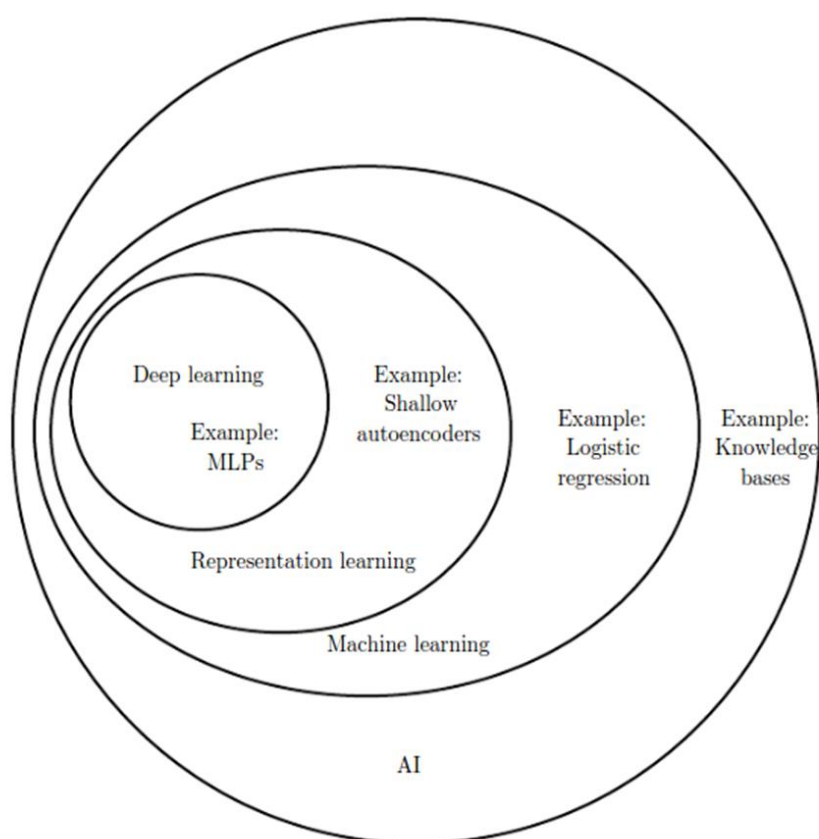 Deep learning
Example:
MLPs
Example:
Shallow
autoencoders
Example:
Logistic
regression
Example:
Knowledge
bases
Representation learning
Machine learning
AI